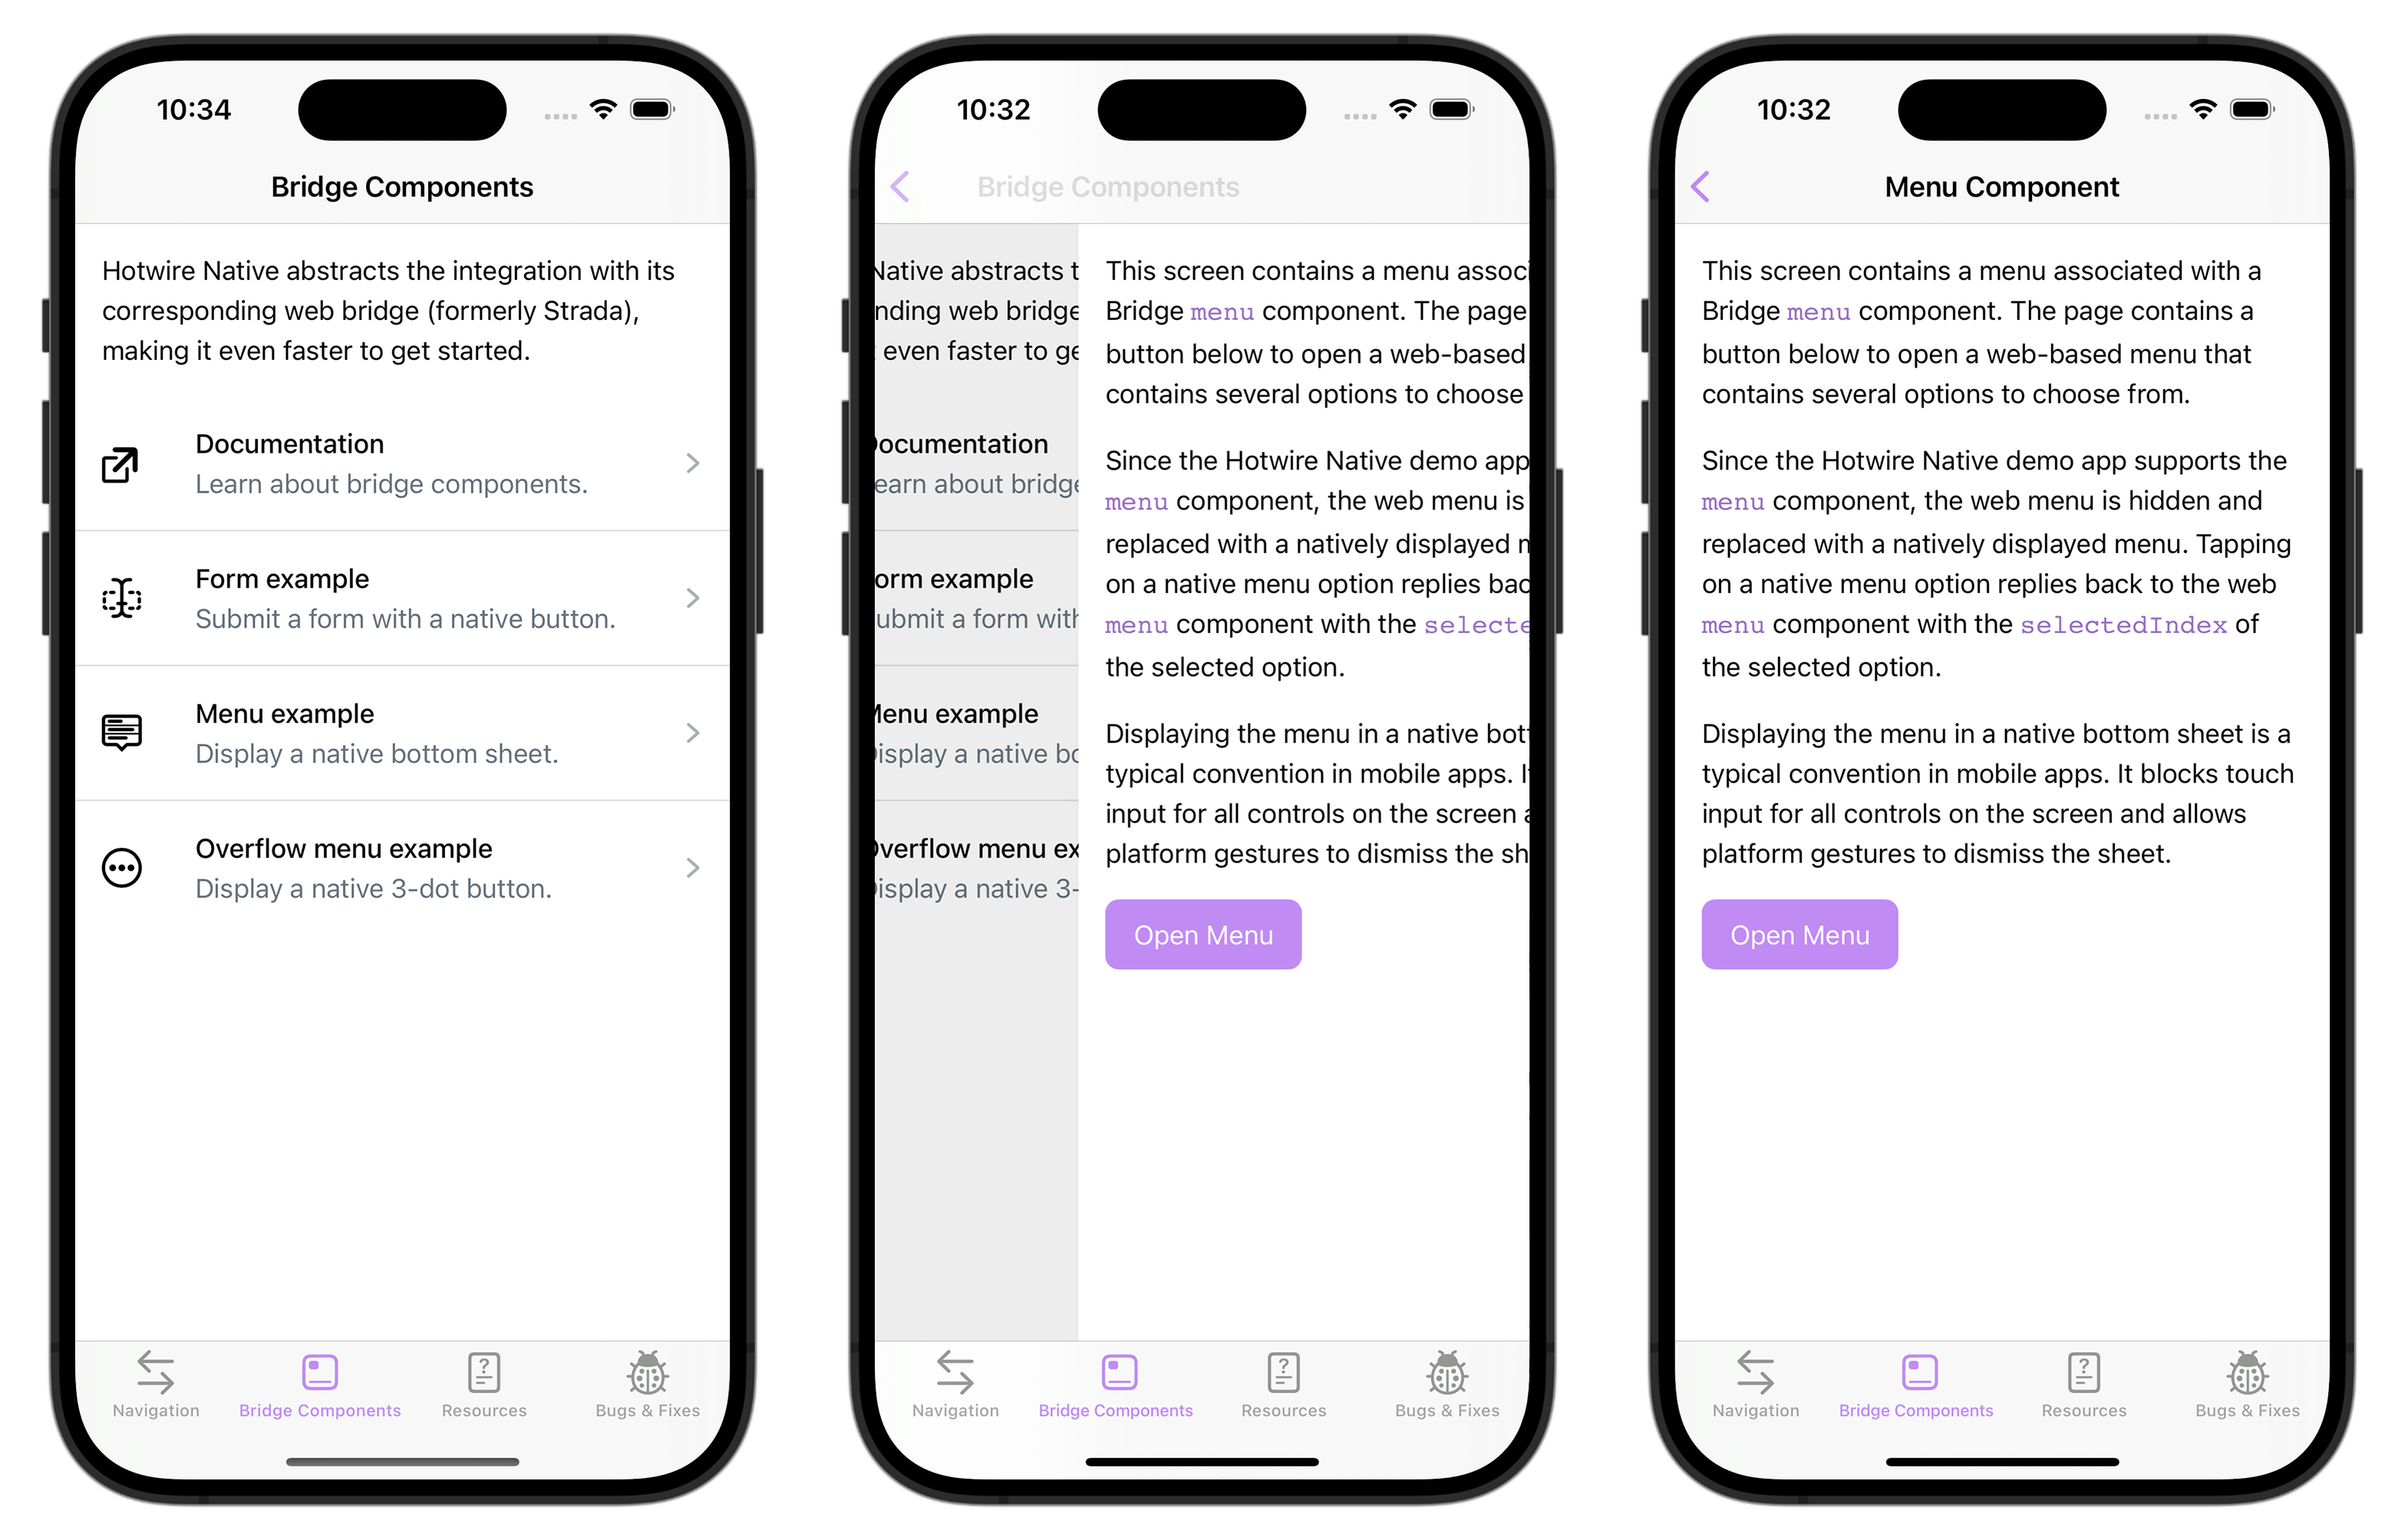 10:34
Bridge Components
Hotwire Native abstracts the integration with its
corresponding web bridge (formerly Strada),
making it even faster to get started.
Documentation
Learn about bridge components.
Form example
Submit a form with a native button.
Menu example
Display a native bottom sheet.
Overflow menu example
Display a native 3-dot button.
Navigation
Bridge Components
Resources
Bugs & Fixes
10:32
Bridge Components
Native abstracts t
nding web bridge
even faster to ge
ocumentation
earn about bridge
orm example
ubmit a form with
Menu example
isplay a native bo
Overflow menu ex
isplay a native 3-
This screen contains a menu associ
Bridge menu component. The page
button below to open a web-based
contains several options to choose
Since the Hotwire Native demo app
menu component, the web menu is
replaced with a natively displayed m
on a native menu option replies bac
menu component with the selecte
the selected option.
Displaying the menu in a native bott
typical convention in mobile apps. It
input for all controls on the screen a
platform gestures to dismiss the sh
Open Menu
Navigation
Bridge Components
Resources
Bugs & Fixes
10:32
Menu Component
This screen contains a menu associated with a
Bridge menu component. The page contains a
button below to open a web-based menu that
contains several options to choose from.
Since the Hotwire Native demo app supports the
menu component, the web menu is hidden and
replaced with a natively displayed menu. Tapping
on a native menu option replies back to the web
menu component with the selectedIndex of
the selected option.
Displaying the menu in a native bottom sheet is a
typical convention in mobile apps. It blocks touch
input for all controls on the screen and allows
platform gestures to dismiss the sheet.
Open Menu
Navigation
Bridge Components
Resources
Bugs & Fixes